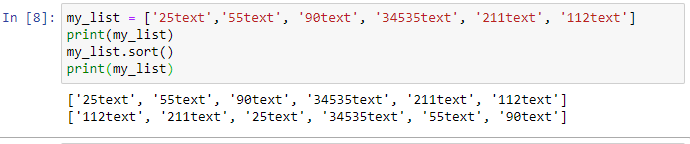 In [8]: my_list = ['25text','55text', '90text', '34535text', '211text', '112text']
print(my_list)
my_list.sort()
print(my_list)
['25text', '55text', '90text', '34535text', '211text', '112text']
['112text', '211text', '25text', '34535text', '55text', '90text']